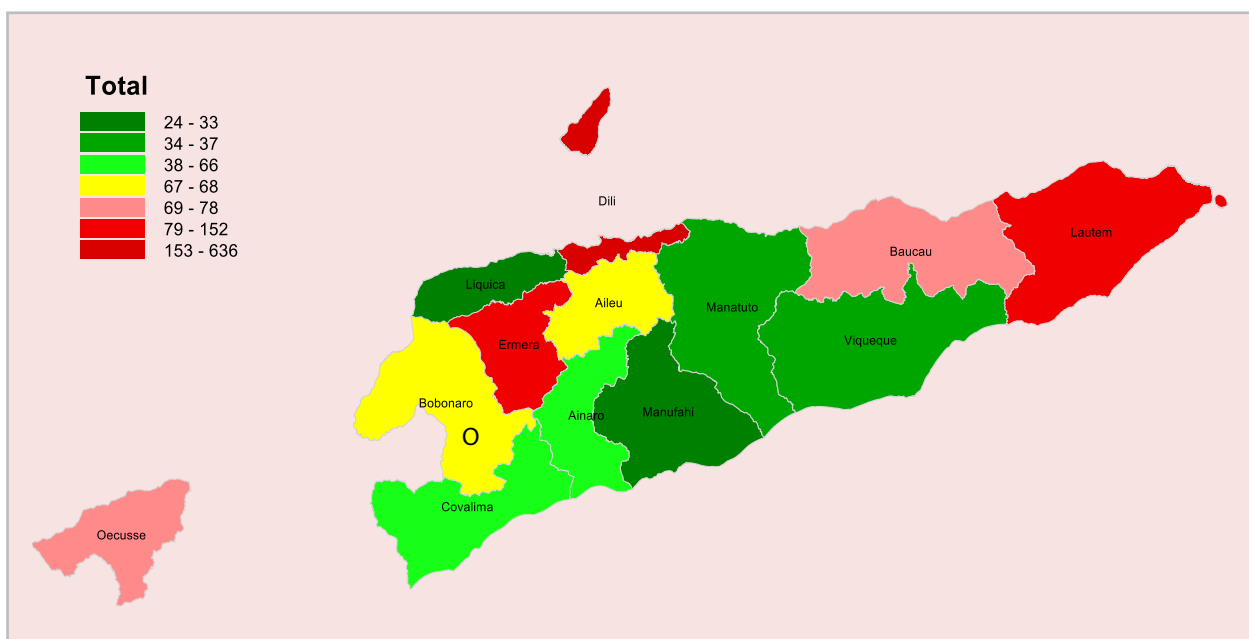 Total
24 - 33
34 - 37
38 - 66
67 - 68
69 - 78
79 - 152
153 - 636
Dili
Lautem
Baucau
Liquica
Aileu
Manatuto
Ermera
Viqueque
Bobonaro
Ainaro
Manufahi
O
Covalima
Oecusse